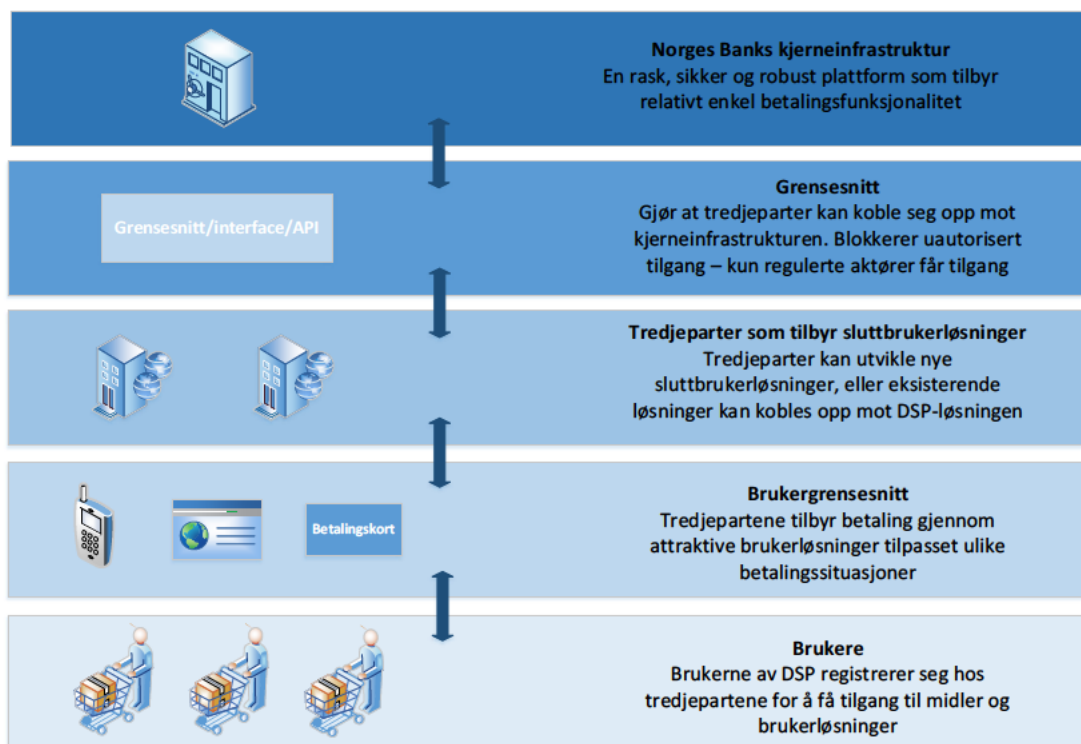 Norges Banks kjerneinfrastruktur
En rask, sikker og robust plattform som tilbyr
relativt enkel betalingsfunksjonalitet
Grensesnitt/interface/API
Grensesnitt
Gjør at tredjeparter kan koble seg opp mot
kjerneinfrastrukturen. Blokkerer uautorisert
tilgang – kun regulerte aktører får tilgang
Tredjeparter som tilbyr sluttbrukerløsninger
Tredjeparter kan utvikle nye
sluttbrukerløsninger, eller eksisterende
løsninger kan kobles opp mot DSP-løsningen
Betalingskort
Brukergrensesnitt
Tredjepartene tilbyr betaling gjennom
attraktive brukerløsninger tilpasset ulike
betalingssituasjoner
Brukere
Brukerne av DSP registrerer seg hos
tredjepartene for å få tilgang til midler og
brukerløsninger